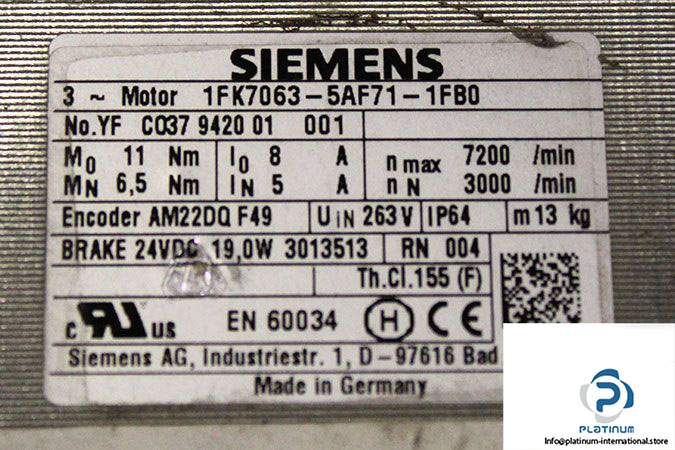 SIEMENS
3 ~ Motor 1FK7063-5AF71-1FB0
No.YF C037 9420 01 001
M0 11 Nm I0 8 A n max 7200 /min
MN 6,5 Nm IN 5 A n N 3000 /min
Encoder AM22DQ F49 UIN 263 V IP64 m 13 kg
BRAKE 24VDC 19,0W 3013513 RN 004
Th.Cl.155 (F)
c RU us EN 60034 H CE
Siemens AG, Industriestr. 1, D-97616 Bad
Made in Germany
PLATINUM
Info@platinum-international.store